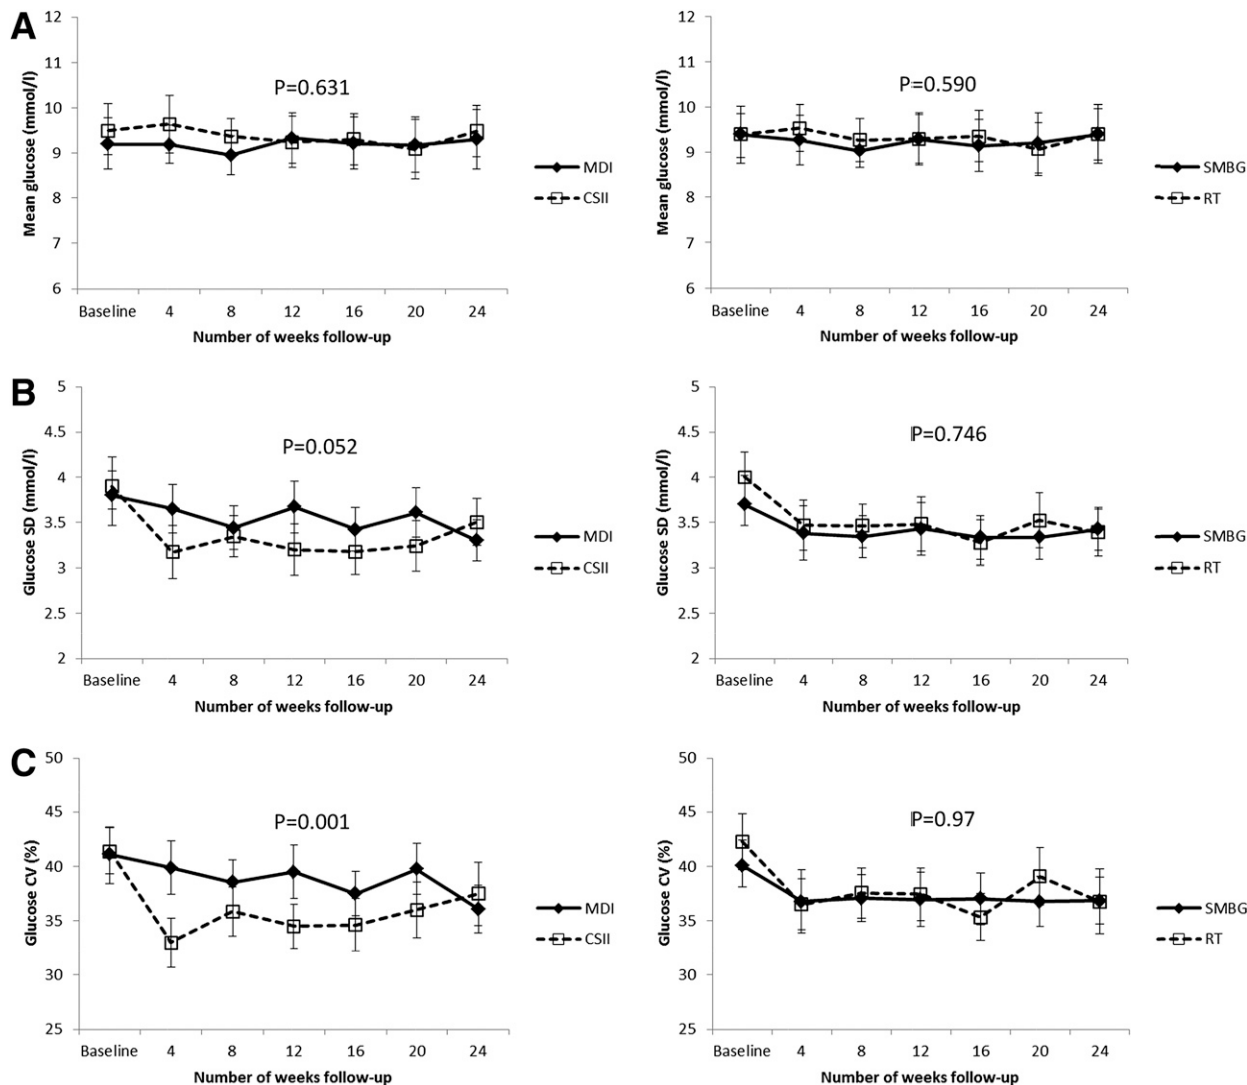 A
Mean glucose (mmol/l)
12
11
10
9
8
7
6
P=0.631
MDI
CSII
Baseline 4 8 12 16 20 24
Number of weeks follow-up
Mean glucose (mmol/l)
12
11
10
9
8
7
6
P=0.590
SMBG
RT
Baseline 4 8 12 16 20 24
Number of weeks follow-up
B
Glucose SD (mmol/l)
5
4.5
4
3.5
3
2.5
2
P=0.052
MDI
CSII
Baseline 4 8 12 16 20 24
Number of weeks follow-up
Glucose SD (mmol/l)
5
4.5
4
3.5
3
2.5
2
P=0.746
SMBG
RT
Baseline 4 8 12 16 20 24
Number of weeks follow-up
C
Glucose CV (%)
50
45
40
35
30
25
P=0.001
MDI
CSII
Baseline 4 8 12 16 20 24
Number of weeks follow-up
Glucose CV (%)
50
45
40
35
30
25
P=0.97
SMBG
RT
Baseline 4 8 12 16 20 24
Number of weeks follow-up